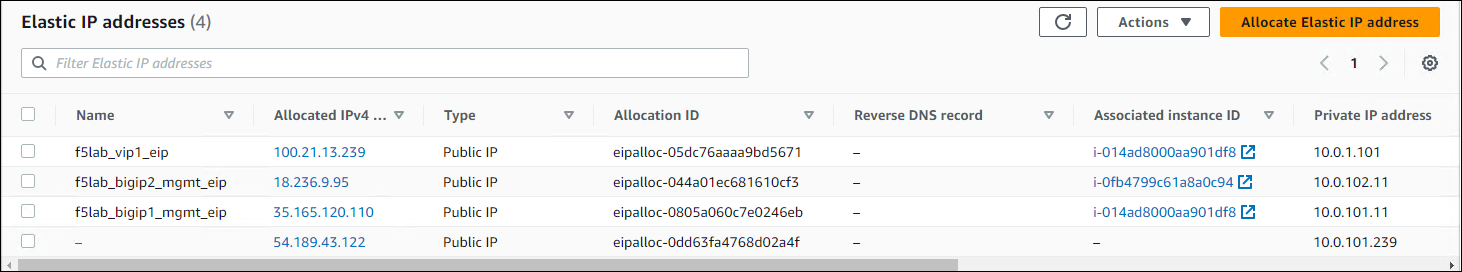 Elastic IP addresses (4) Actions Allocate Elastic IP address
Filter Elastic IP addresses 1
Name Allocated IPv4 ... Type Allocation ID Reverse DNS record Associated instance ID Private IP address
f5lab_vip1_eip 100.21.13.239 Public IP eipalloc-05dc76aaaa9bd5671 – i-014ad8000aa901df8 10.0.1.101
f5lab_bigip2_mgmt_eip 18.236.9.95 Public IP eipalloc-044a01ec681610cf3 – i-0fb4799c61a8a0c94 10.0.102.11
f5lab_bigip1_mgmt_eip 35.165.120.110 Public IP eipalloc-0805a060c7e0246eb – i-014ad8000aa901df8 10.0.101.11
– 54.189.43.122 Public IP eipalloc-0dd63fa4768d02a4f – – 10.0.101.239